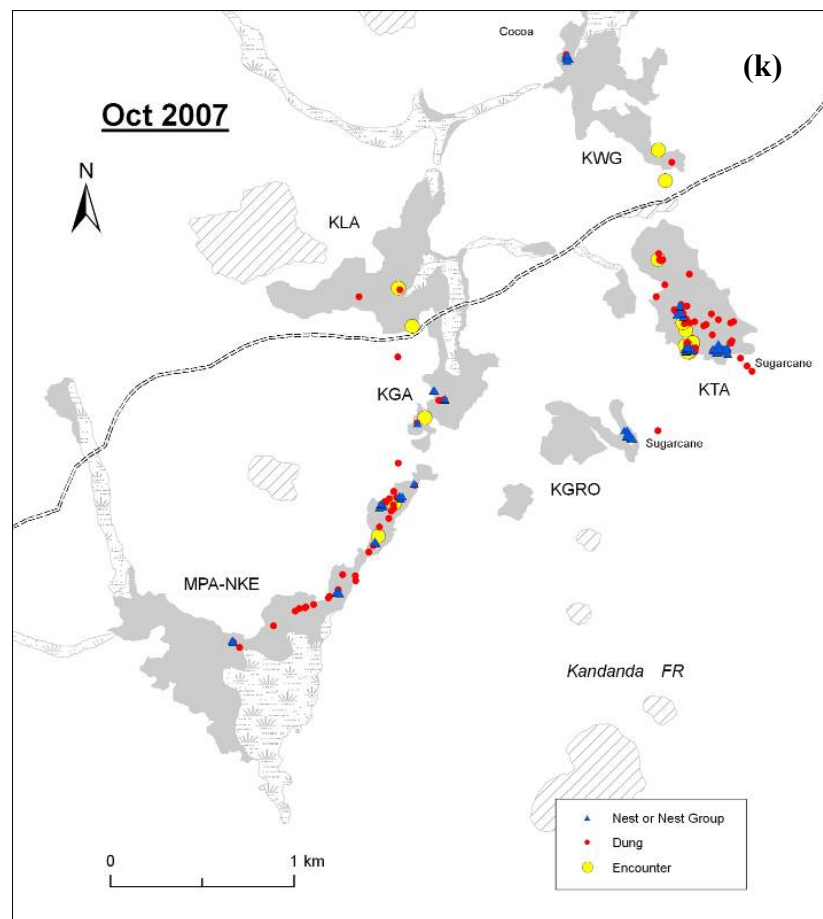 Cocoa
(k)
Oct 2007
N
KWG
KLA
KGA
KTA
Sugarcane
Sugarcane
KGRO
MPA-NKE
Kandanda FR
Nest or Nest Group
Dung
Encounter
0 1 km